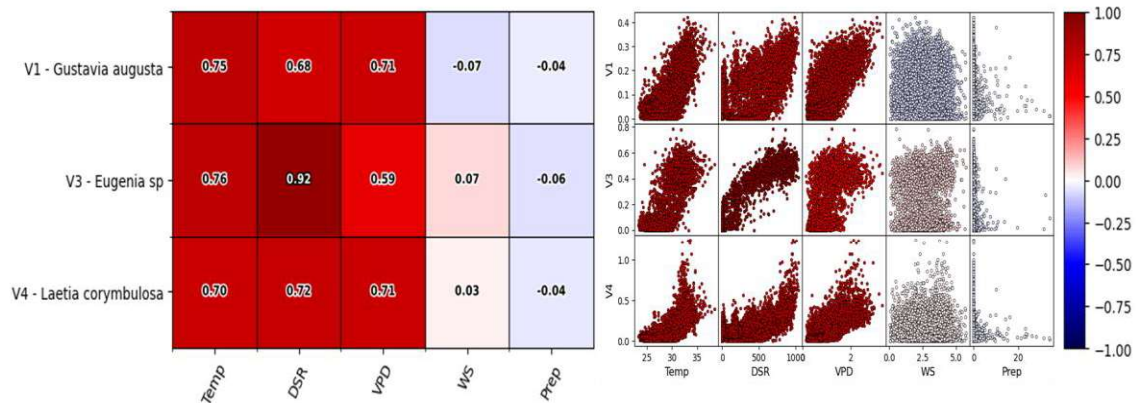 V1 - Gustavia augusta
0.75 0.68 0.71 -0.07 -0.04
V3 - Eugenia sp
0.76 0.92 0.59 0.07 -0.06
V4 - Laetia corymbulosa
0.70 0.72 0.71 0.03 -0.04
Temp DSR VPD WS Prep
V1
0.4
0.3
0.2
0.1
0.0
V3
0.8
0.6
0.4
0.2
0.0
V4
1.0
0.5
0.0
25 30 35 0 500 1000 2 0.0 2.5 5.0 0 20
Temp DSR VPD WS Prep
1.00
0.75
0.50
0.25
0.00
−0.25
−0.50
−0.75
−1.00